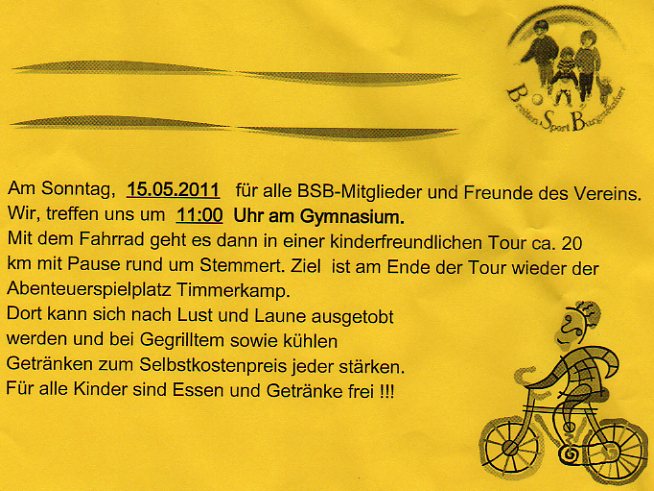 Breiten Sport Burgsteinfurt
Am Sonntag, 15.05.2011 für alle BSB-Mitglieder und Freunde des Vereins.
Wir, treffen uns um 11:00 Uhr am Gymnasium.
Mit dem Fahrrad geht es dann in einer kinderfreundlichen Tour ca. 20
km mit Pause rund um Stemmert. Ziel ist am Ende der Tour wieder der
Abenteuerspielplatz Timmerkamp.
Dort kann sich nach Lust und Laune ausgetobt
werden und bei Gegrilltem sowie kühlen
Getränken zum Selbstkostenpreis jeder stärken.
Für alle Kinder sind Essen und Getränke frei !!!